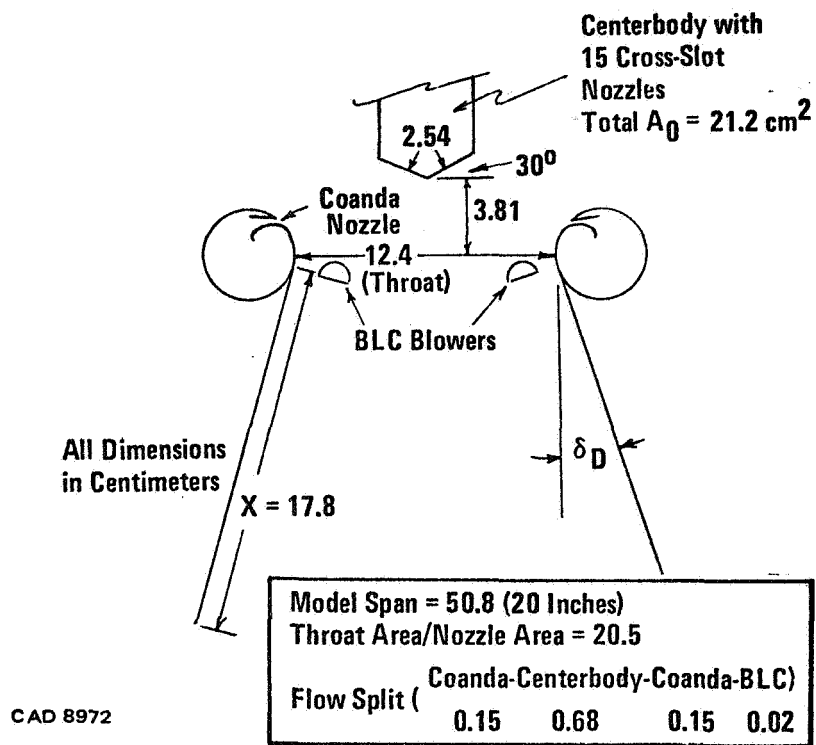 Centerbody with
15 Cross-Slot
Nozzles
Total A0 = 21.2 cm2
2.54
30o
Coanda
Nozzle
3.81
12.4
(Throat)
BLC Blowers
All Dimensions
in Centimeters
δD
X = 17.8
Model Span = 50.8 (20 Inches)
Throat Area/Nozzle Area = 20.5
Coanda-Centerbody-Coanda-BLC)
Flow Split (
0.15 0.68 0.15 0.02
CAD 8972